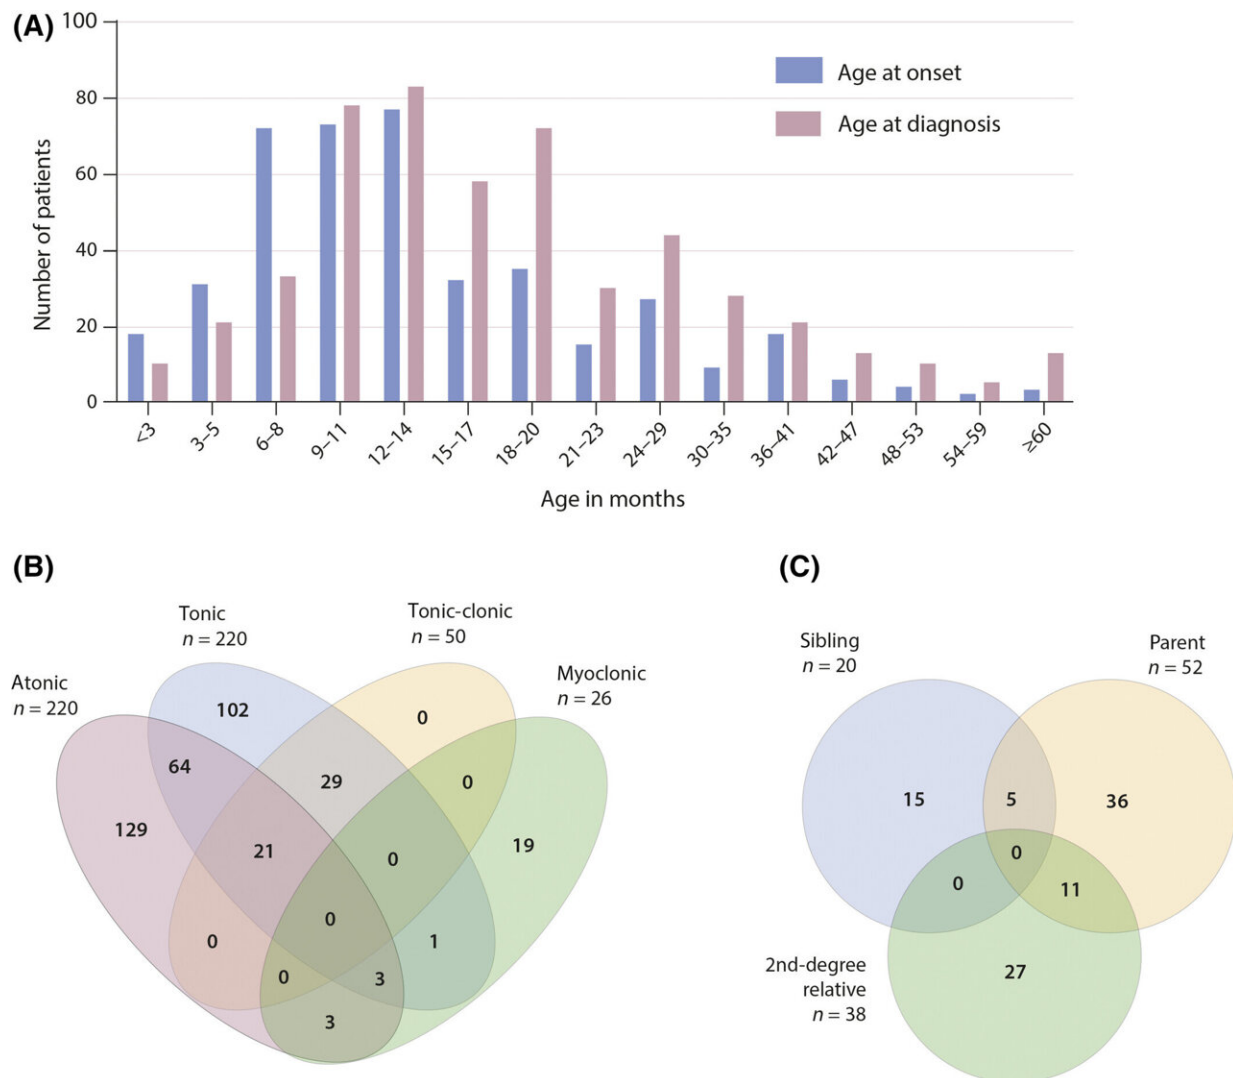 (A)
100
80
60
40
20
0
Number of patients
Age at onset
Age at diagnosis
<3
3–5
6–8
9–11
12–14
15–17
18–20
21–23
24–29
30–35
36–41
42–47
48–53
54–59
≥60
Age in months
(B)
Atonic
n = 220
Tonic
n = 220
Tonic-clonic
n = 50
Myoclonic
n = 26
102
0
64
29
0
129
21
0
19
0
0
1
0
3
3
(C)
Sibling
n = 20
Parent
n = 52
15
5
36
0
0
11
27
2nd-degree
relative
n = 38